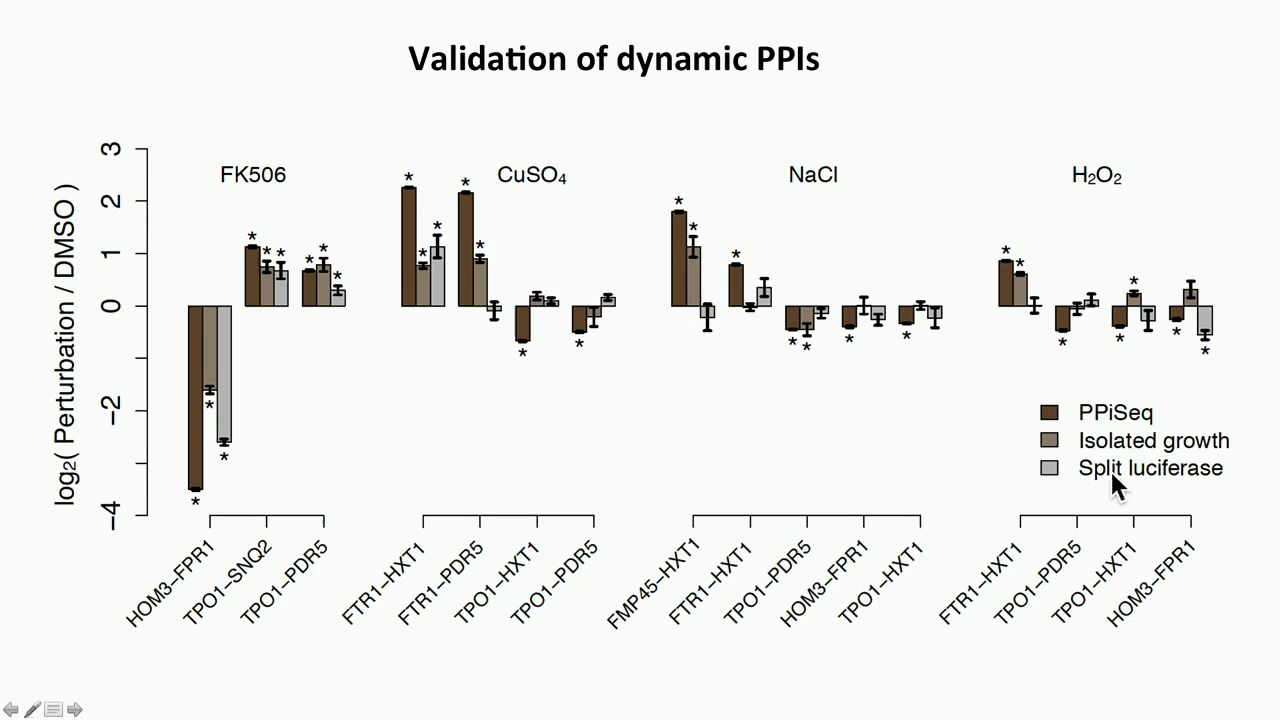 Validation of dynamic PPIs
log₂( Perturbation / DMSO )
3
2
1
0
−2
−4
FK506
CuSO₄
NaCl
H₂O₂
* * * * * * * * *
* * * * * * *
* * * * * * * *
* * * * * * *
PPiSeq
Isolated growth
Split luciferase
HOM3−FPR1
TPO1−SNQ2
TPO1−PDR5
FTR1−HXT1
FTR1−PDR5
TPO1−HXT1
TPO1−PDR5
FMP45−HXT1
FTR1−HXT1
TPO1−PDR5
HOM3−FPR1
TPO1−HXT1
FTR1−HXT1
TPO1−PDR5
TPO1−HXT1
HOM3−FPR1